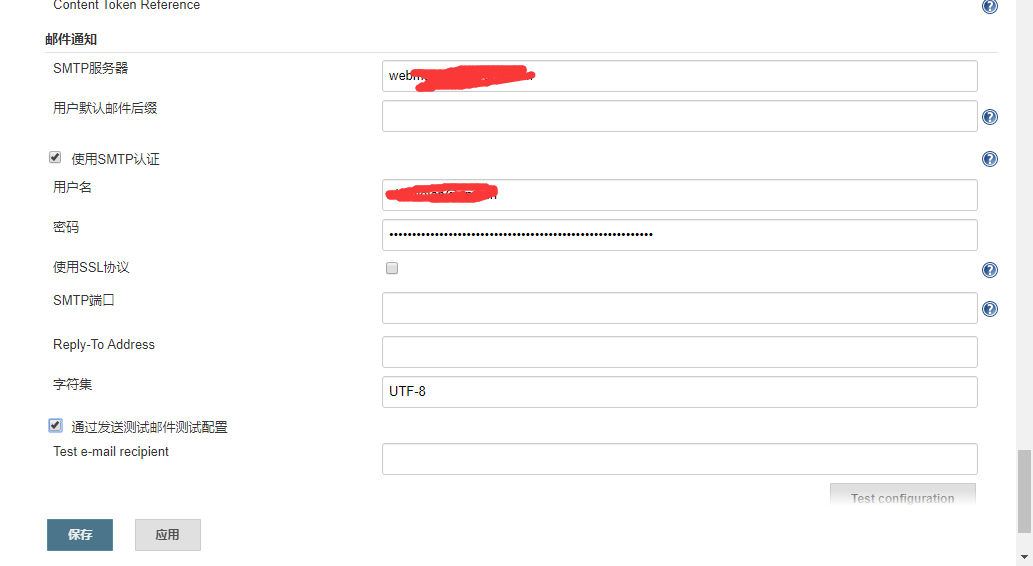 Content Token Reference
邮件通知
SMTP服务器
用户默认邮件后缀
使用SMTP认证
用户名
密码
使用SSL协议
SMTP端口
Reply-To Address
字符集
UTF-8
通过发送测试邮件测试配置
Test e-mail recipient
Test configuration
保存
应用